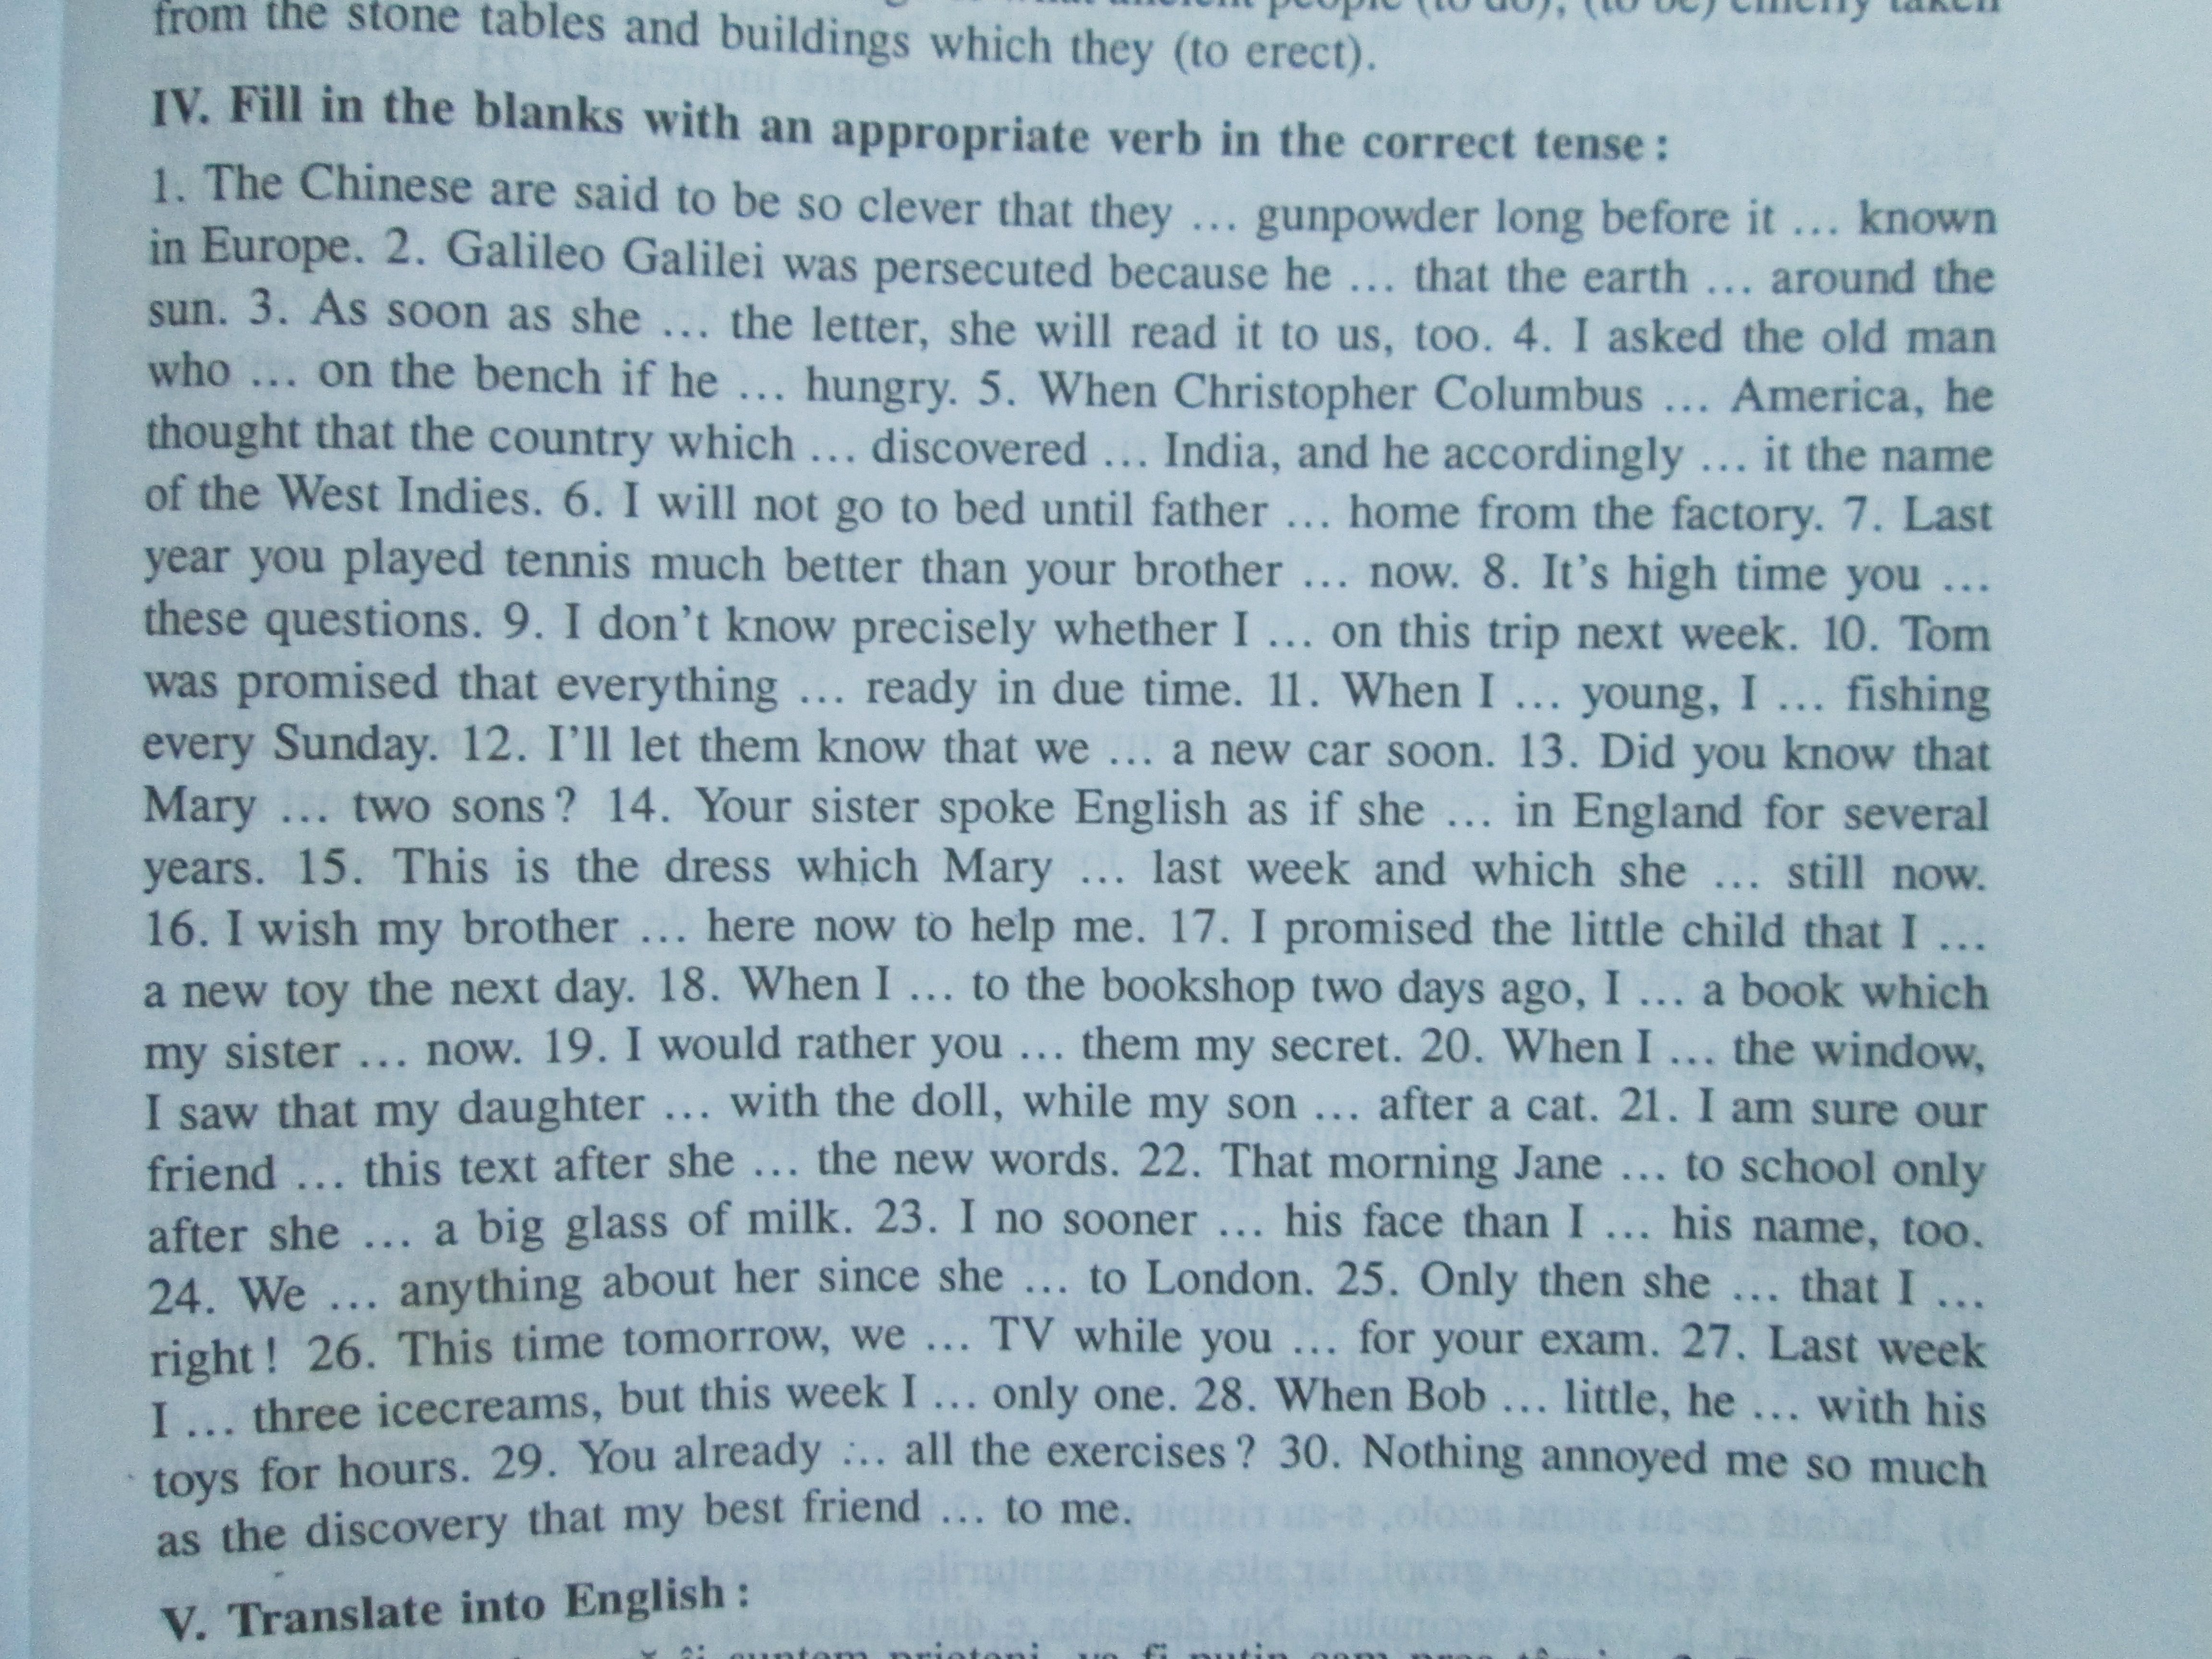 from the stone tables and buildings which they (to erect).
IV. Fill in the blanks with an appropriate verb in the correct tense :
1. The Chinese are said to be so clever that they ... gunpowder long before it ... known
in Europe. 2. Galileo Galilei was persecuted because he ... that the earth ... around the
sun. 3. As soon as she ... the letter, she will read it to us, too. 4. I asked the old man
who ... on the bench if he ... hungry. 5. When Christopher Columbus ... America, he
thought that the country which ... discovered ... India, and he accordingly ... it the name
of the West Indies. 6. I will not go to bed until father ... home from the factory. 7. Last
year you played tennis much better than your brother ... now. 8. It's high time you ...
these questions. 9. I don't know precisely whether I ... on this trip next week. 10. Tom
was promised that everything ... ready in due time. 11. When I ... young, I ... fishing
every Sunday. 12. I'll let them know that we ... a new car soon. 13. Did you know that
Mary ... two sons ? 14. Your sister spoke English as if she ... in England for several
years. 15. This is the dress which Mary ... last week and which she ... still now.
16. I wish my brother ... here now to help me. 17. I promised the little child that I ...
a new toy the next day. 18. When I ... to the bookshop two days ago, I ... a book which
my sister ... now. 19. I would rather you ... them my secret. 20. When I ... the window,
I saw that my daughter ... with the doll, while my son ... after a cat. 21. I am sure our
friend ... this text after she ... the new words. 22. That morning Jane ... to school only
after she ... a big glass of milk. 23. I no sooner ... his face than I ... his name, too.
24. We ... anything about her since she ... to London. 25. Only then she ... that I ...
right ! 26. This time tomorrow, we ... TV while you ... for your exam. 27. Last week
I ... three icecreams, but this week I ... only one. 28. When Bob ... little, he ... with his
toys for hours. 29. You already ... all the exercises ? 30. Nothing annoyed me so much
as the discovery that my best friend ... to me.
V. Translate into English :